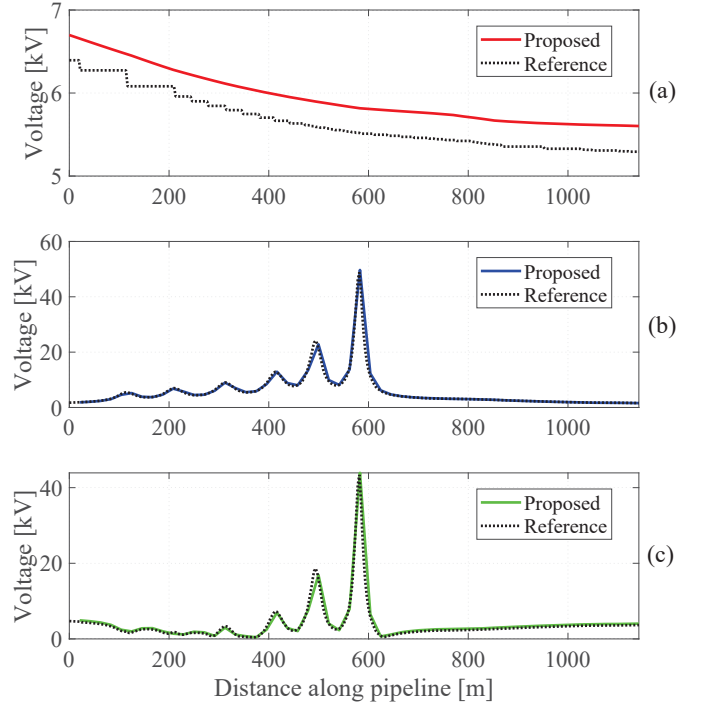 7
6
5
Voltage [kV]
Proposed
Reference
(a)
0 200 400 600 800 1000
60
40
20
0
Voltage [kV]
Proposed
Reference
(b)
0 200 400 600 800 1000
40
20
0
Voltage [kV]
Proposed
Reference
(c)
0 200 400 600 800 1000
Distance along pipeline [m]